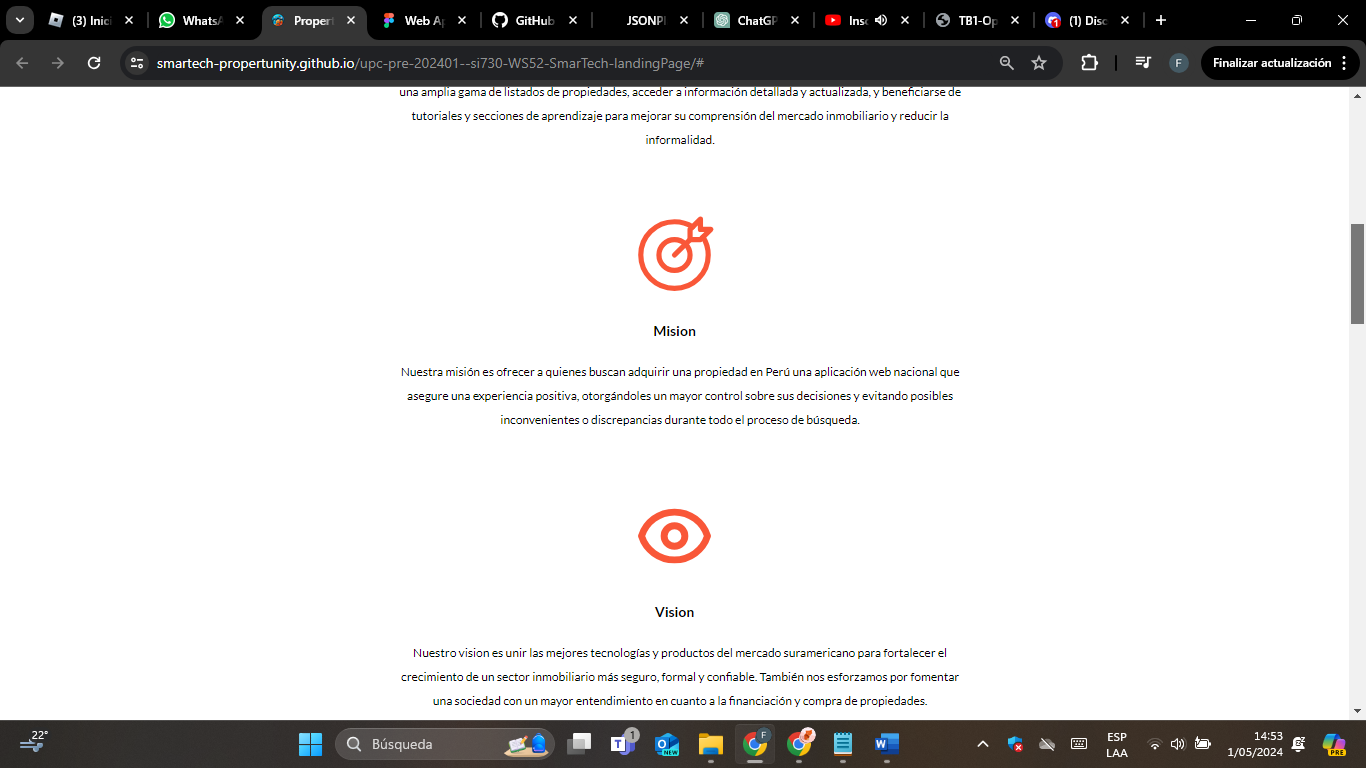 (3) Inici
WhatsA
Propert
Web Ap
GitHub
JSONPl
ChatGP
Inse
TB1-Op
(1) Disc
smartech-propertunity.github.io/upc-pre-202401--si730-WS52-SmarTech-landingPage/#
F
Finalizar actualización
una amplia gama de listados de propiedades, acceder a información detallada y actualizada, y beneficiarse de
tutoriales y secciones de aprendizaje para mejorar su comprensión del mercado inmobiliario y reducir la
informalidad.
Mision
Nuestra misión es ofrecer a quienes buscan adquirir una propiedad en Perú una aplicación web nacional que
asegure una experiencia positiva, otorgándoles un mayor control sobre sus decisiones y evitando posibles
inconvenientes o discrepancias durante todo el proceso de búsqueda.
Vision
Nuestro vision es unir las mejores tecnologías y productos del mercado suramericano para fortalecer el
crecimiento de un sector inmobiliario más seguro, formal y confiable. También nos esforzamos por fomentar
una sociedad con un mayor entendimiento en cuanto a la financiación y compra de propiedades.
22°
Búsqueda
1
NEW
F
ESP
LAA
14:53
1/05/2024
PRE